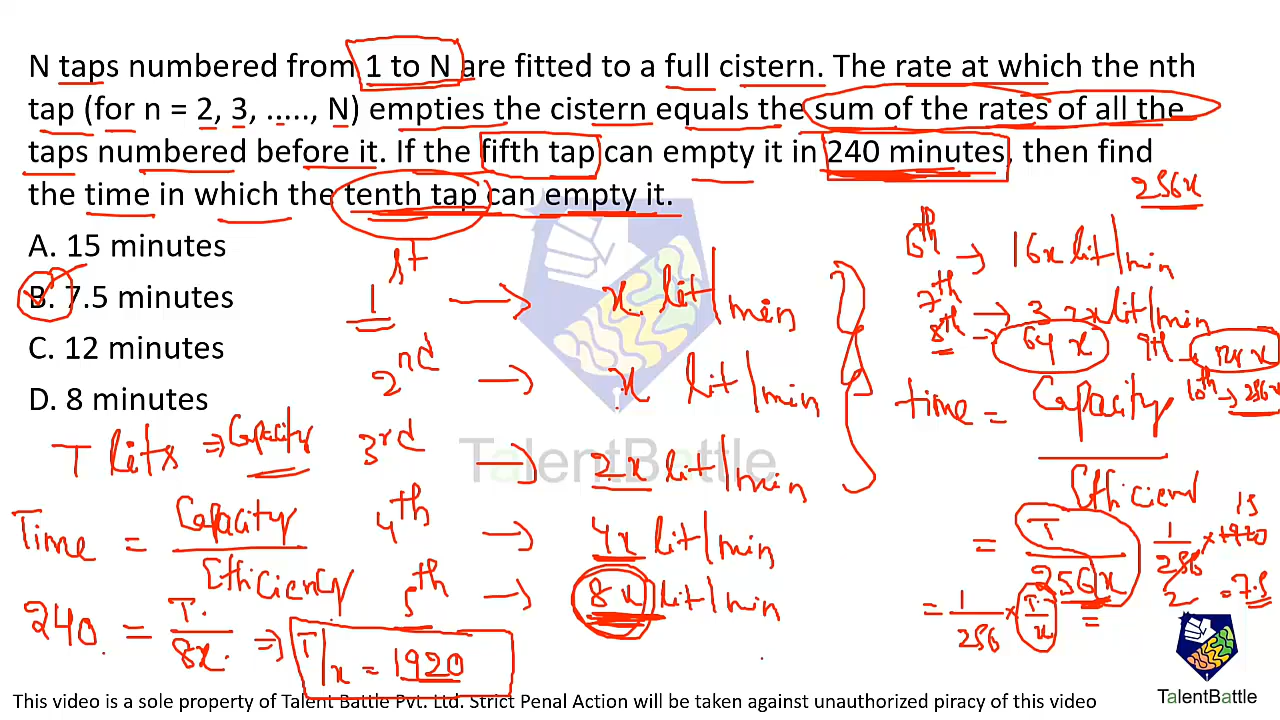 N taps numbered from 1 to N are fitted to a full cistern. The rate at which the nth
tap (for n = 2, 3, ....., N) empties the cistern equals the sum of the rates of all the
taps numbered before it. If the fifth tap can empty it in 240 minutes, then find
the time in which the tenth tap can empty it.
A. 15 minutes
B. 7.5 minutes
C. 12 minutes
D. 8 minutes
1st → x lit/min
2nd → x lit/min
3rd → 2x lit/min
4th → 4x lit/min
5th → 8x lit/min
T lits ⇒ Capacity
Time = Capacity / Efficiency
240 = T / 8x ⇒ T/x = 1920
256x
6th → 16x lit/min
7th → 32x lit/min
8th → 64x 9th
10th → 256x
time = Capacity / Efficiency
= T / 256x
= 1/256 × T/x =
1/256 × 1920 = 7.5
15
2
TalentBattle
TalentBattle
This video is a sole property of Talent Battle Pvt. Ltd. Strict Penal Action will be taken against unauthorized piracy of this video